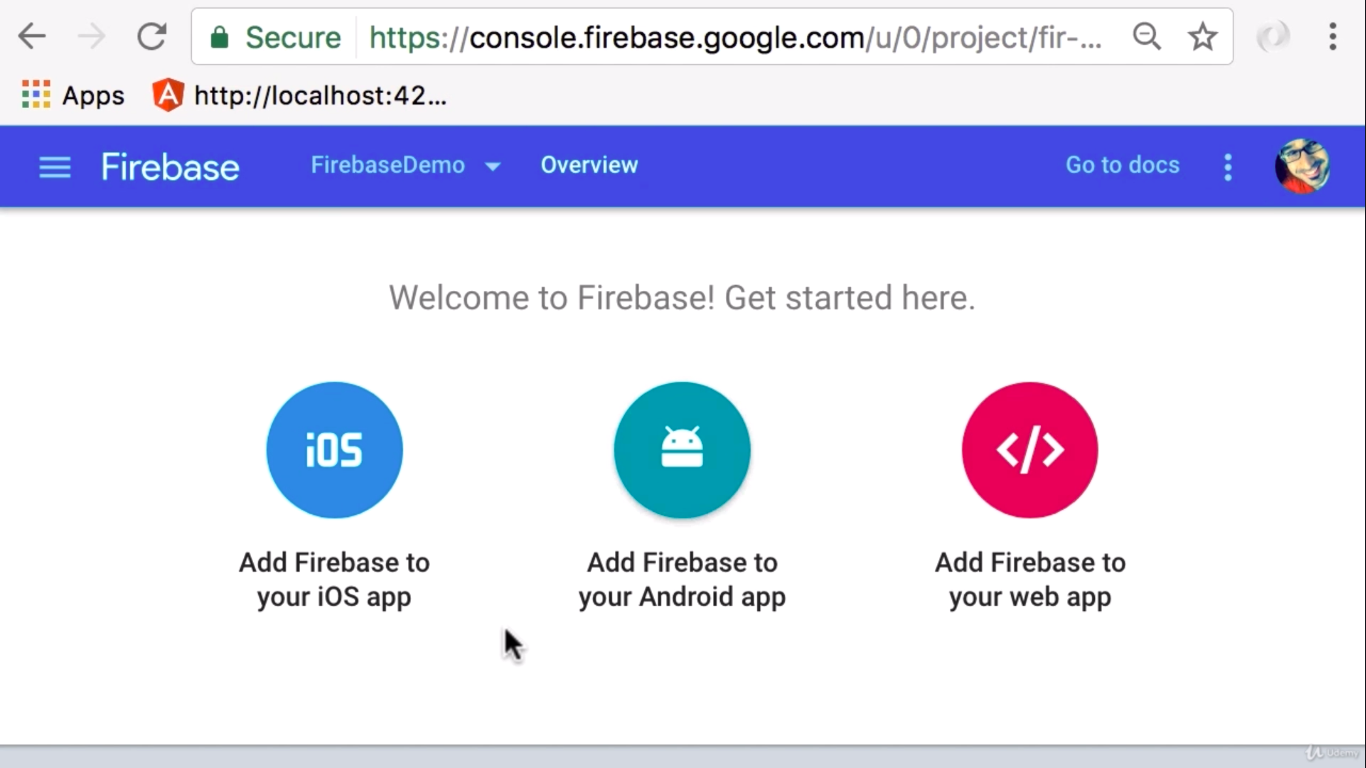 Secure https://console.firebase.google.com/u/0/project/fir-...
Apps http://localhost:42...
Firebase FirebaseDemo Overview Go to docs
Welcome to Firebase! Get started here.
iOS </>
Add Firebase to
your iOS app
Add Firebase to
your Android app
Add Firebase to
your web app
Udemy